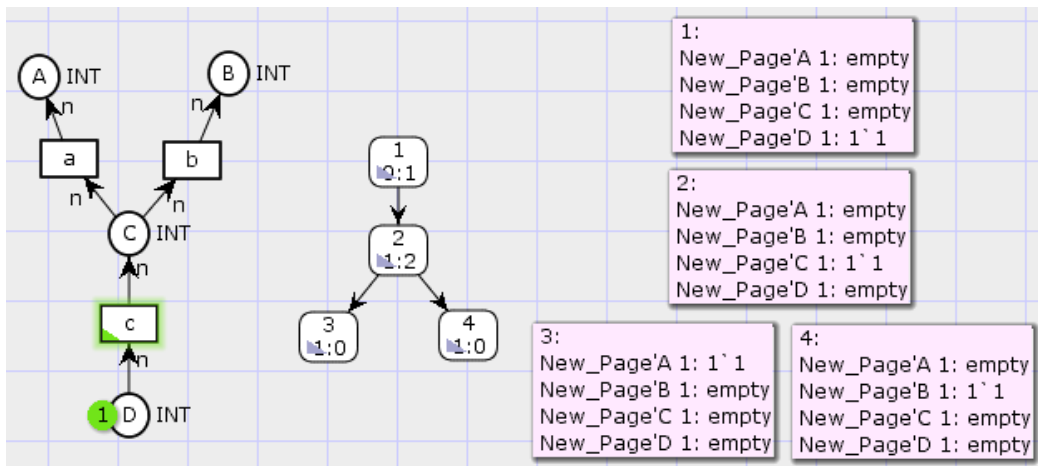 A INT
B INT
n
n
a
b
n
n
C INT
n
c
n
1 D INT
1
0:1
2
1:2
3
1:0
4
1:0
1:
New_Page'A 1: empty
New_Page'B 1: empty
New_Page'C 1: empty
New_Page'D 1: 1`1
2:
New_Page'A 1: empty
New_Page'B 1: empty
New_Page'C 1: 1`1
New_Page'D 1: empty
3:
New_Page'A 1: 1`1
New_Page'B 1: empty
New_Page'C 1: empty
New_Page'D 1: empty
4:
New_Page'A 1: empty
New_Page'B 1: 1`1
New_Page'C 1: empty
New_Page'D 1: empty